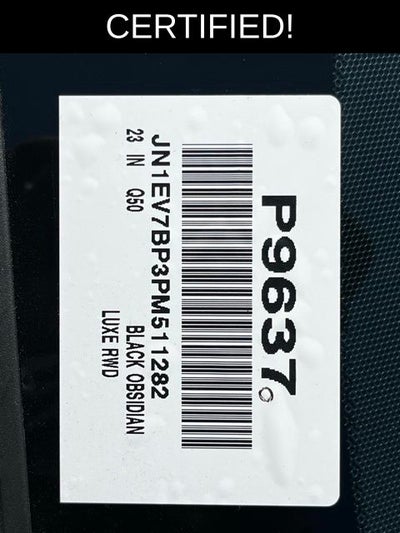 CERTIFIED!
P9637
JN1EV7BP3PM511282
23 IN Q50 BLACK OBSIDIAN
LUXE RWD